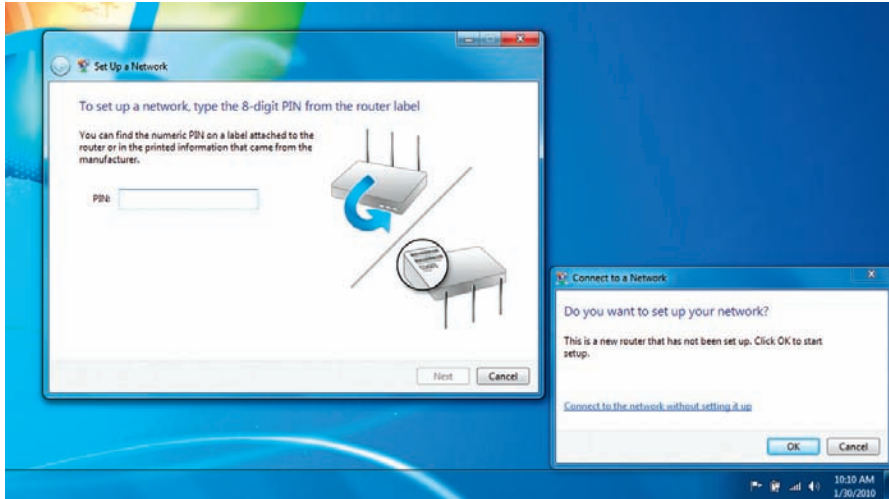 Set Up a Network
To set up a network, type the 8-digit PIN from the router label
You can find the numeric PIN on a label attached to the
router or in the printed information that came from the
manufacturer.
PIN:
Next
Cancel
Connect to a Network
Do you want to set up your network?
This is a new router that has not been set up. Click OK to start
setup.
Connect to the network without setting it up
OK
Cancel
10:10 AM
1/30/2010